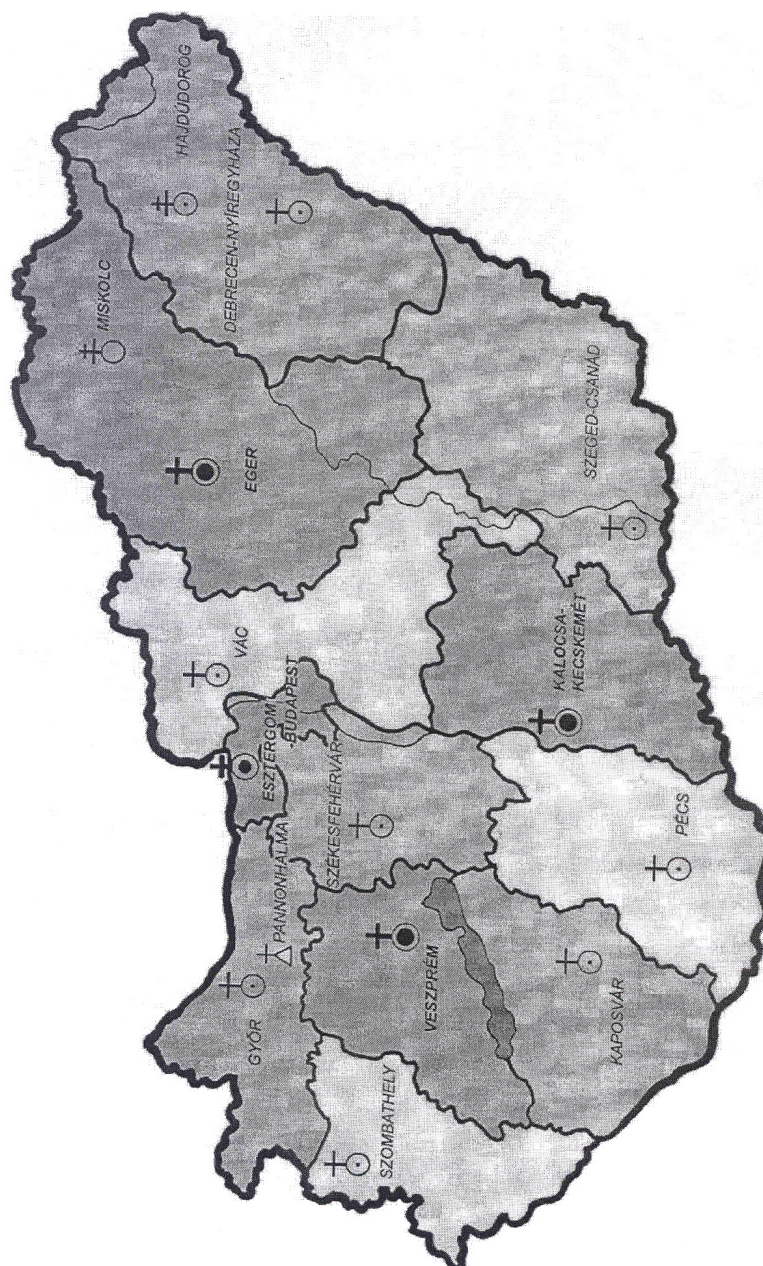 HAJDÚDOROG
MISKOLC
DEBRECEN-NYÍREGYHÁZA
EGER
SZEGED-CSANÁD
VÁC
ESZTERGOM
-BUDAPEST
KALOCSA-
KECSKEMÉT
SZÉKESFEHÉRVÁR
PANNONHALMA
PÉCS
GYŐR
VESZPRÉM
KAPOSVÁR
SZOMBATHELY